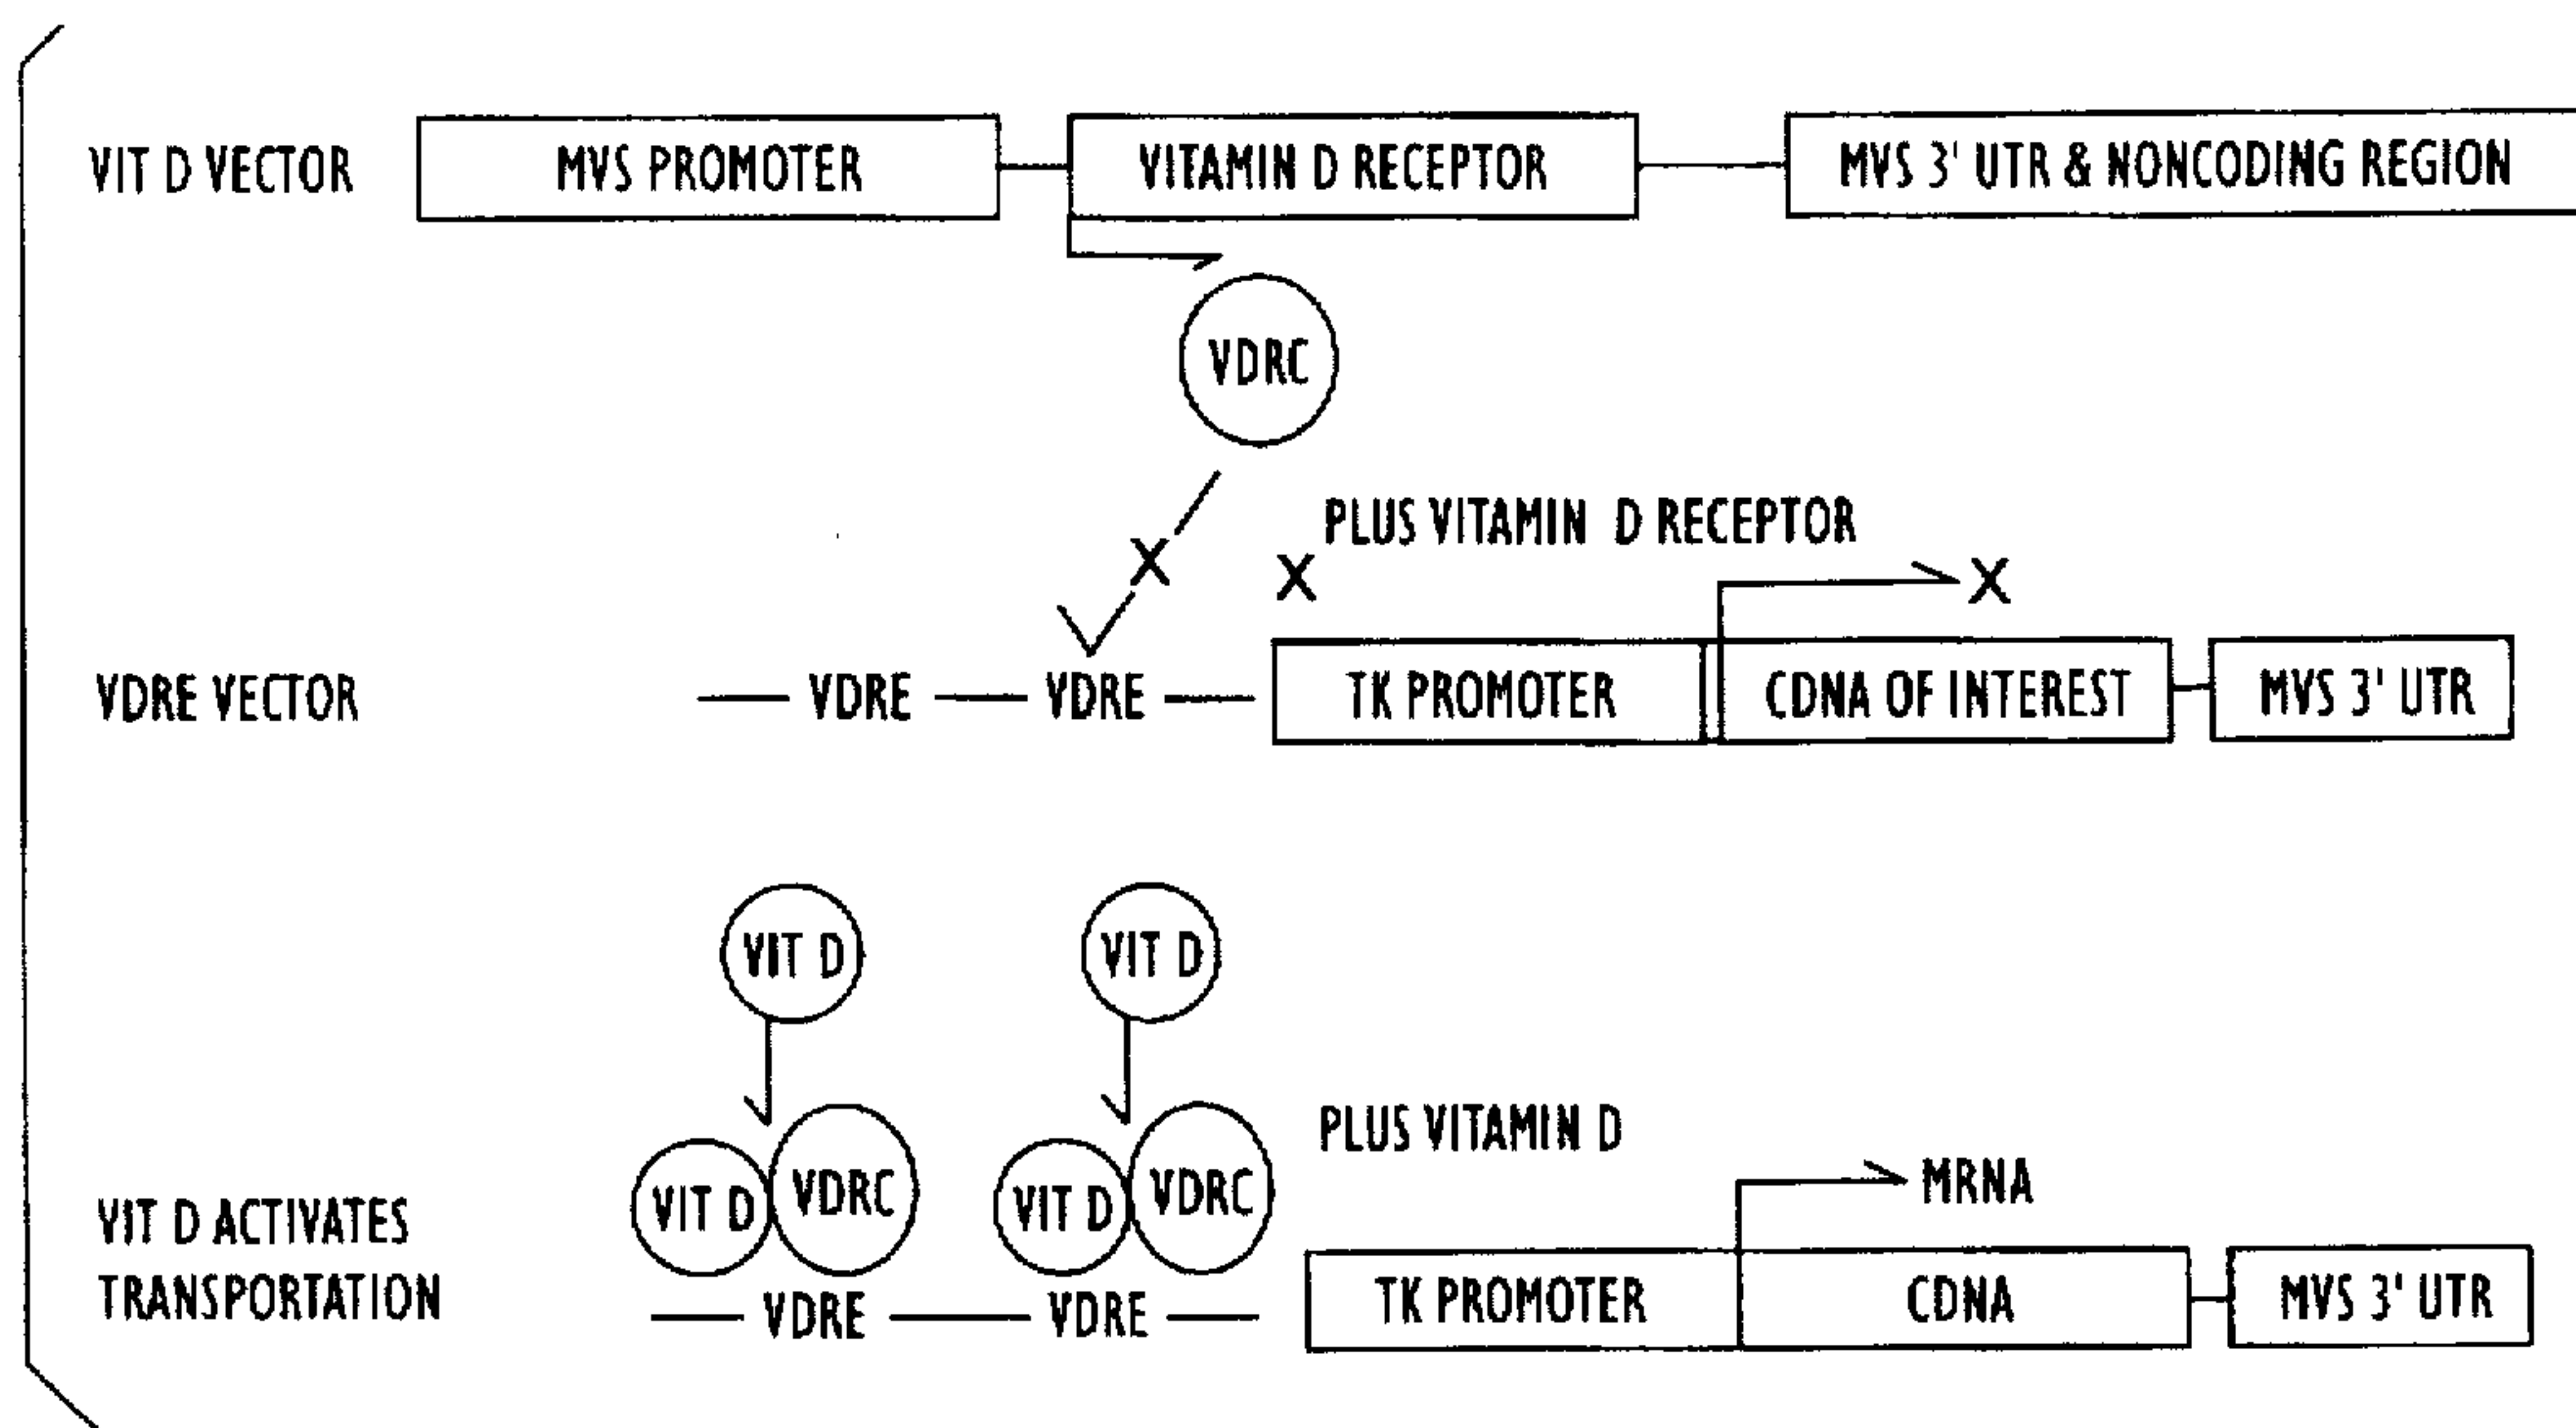 VIT D VECTOR
MVS PROMOTER
VITAMIN D RECEPTOR
MVS 3' UTR & NONCODING REGION
VDRC
PLUS VITAMIN D RECEPTOR
X
X
X
VDRE VECTOR
VDRE
VDRE
TK PROMOTER
CDNA OF INTEREST
MVS 3' UTR
VIT D
VIT D
PLUS VITAMIN D
VIT D
VDRC
VIT D
VDRC
MRNA
VIT D ACTIVATES
TRANSPORTATION
VDRE
VDRE
TK PROMOTER
CDNA
MVS 3' UTR